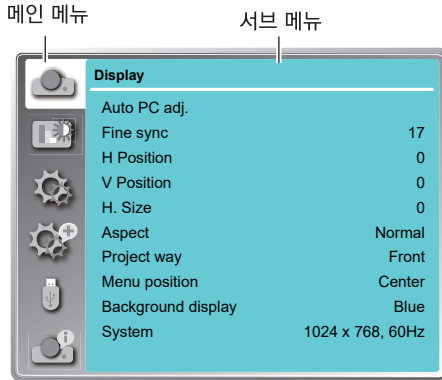 메인 메뉴
서브 메뉴
Display
Auto PC adj.
Fine sync 17
H Position 0
V Position 0
H. Size 0
Aspect Normal
Project way Front
Menu position Center
Background display Blue
System 1024 x 768, 60Hz